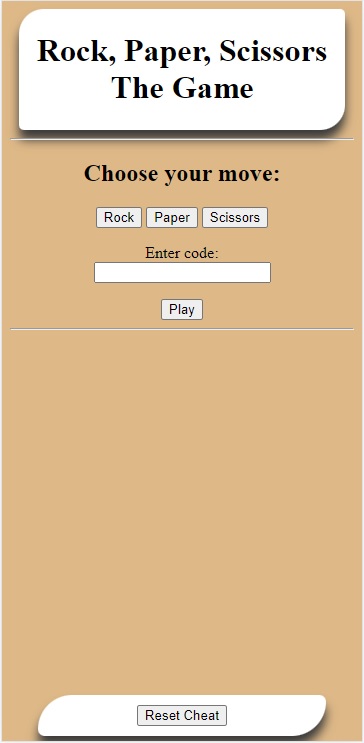 Rock, Paper, Scissors
The Game
Choose your move:
Rock Paper Scissors
Enter code:
Play
Reset Cheat